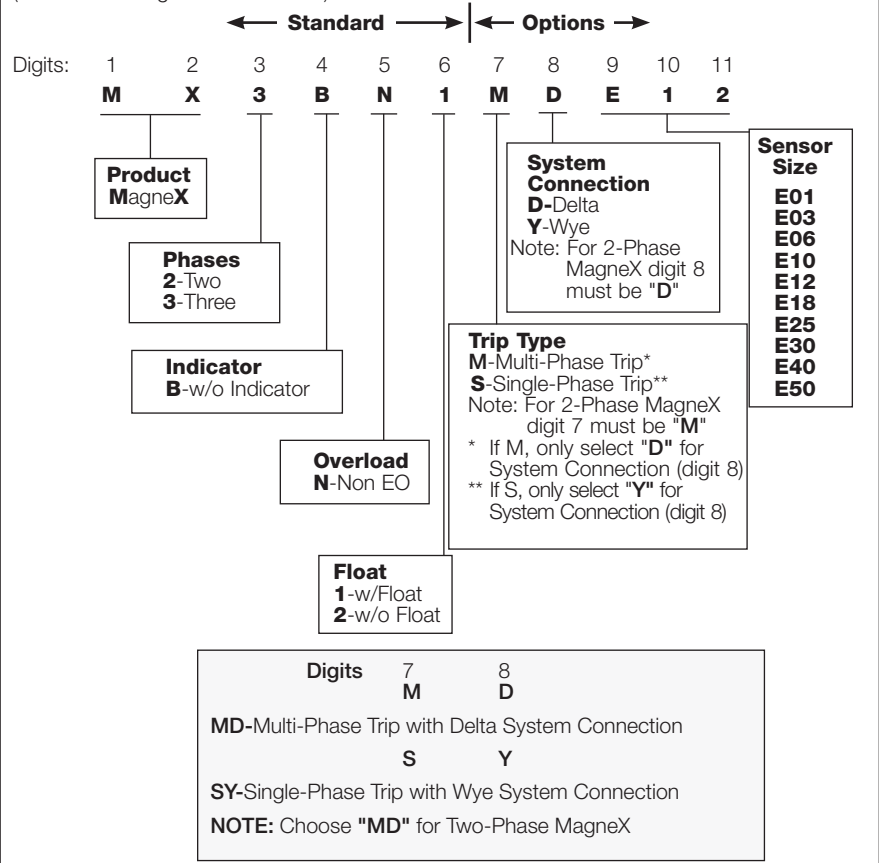 Standard Options
Digits: 1 2 3 4 5 6 7 8 9 10 11
M X 3 B N 1 M D E 1 2
Product
MagneX
Phases
2-Two
3-Three
Indicator
B-w/o Indicator
Overload
N-Non EO
Float
1-w/Float
2-w/o Float
Trip Type
M-Multi-Phase Trip*
S-Single-Phase Trip**
Note: For 2-Phase MagneX
digit 7 must be "M"
* If M, only select "D" for
System Connection (digit 8)
** If S, only select "Y" for
System Connection (digit 8)
System
Connection
D-Delta
Y-Wye
Note: For 2-Phase
MagneX digit 8
must be "D"
Sensor
Size
E01
E03
E06
E10
E12
E18
E25
E30
E40
E50
Digits 7 8
M D
MD-Multi-Phase Trip with Delta System Connection
S Y
SY-Single-Phase Trip with Wye System Connection
NOTE: Choose "MD" for Two-Phase MagneX